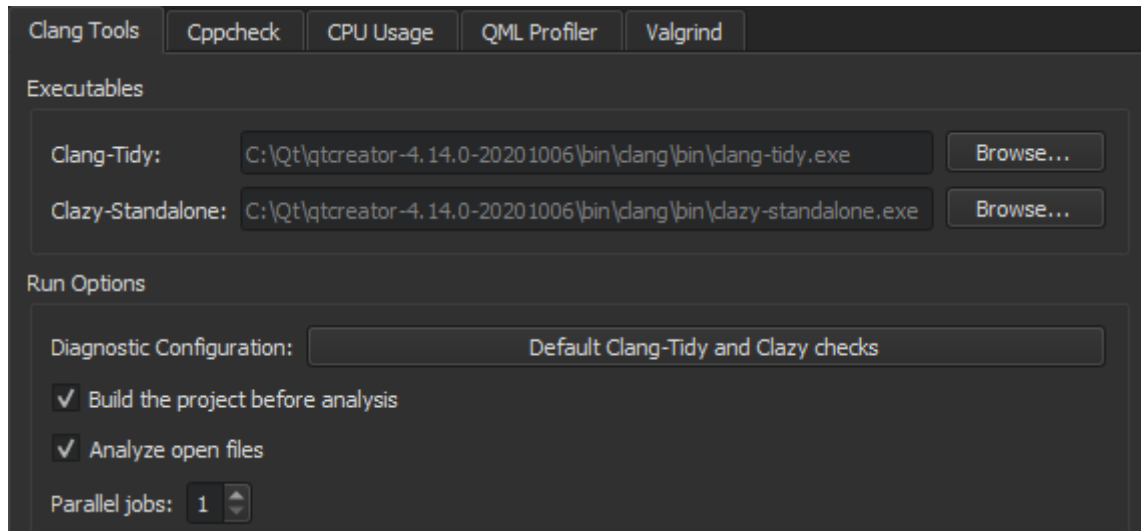 Clang Tools Cppcheck CPU Usage QML Profiler Valgrind
Executables
Clang-Tidy: C:\Qt\qtcreator-4.14.0-20201006\bin\clang\bin\clang-tidy.exe Browse...
Clazy-Standalone: C:\Qt\qtcreator-4.14.0-20201006\bin\clang\bin\clazy-standalone.exe Browse...
Run Options
Diagnostic Configuration: Default Clang-Tidy and Clazy checks
Build the project before analysis
Analyze open files
Parallel jobs: 1